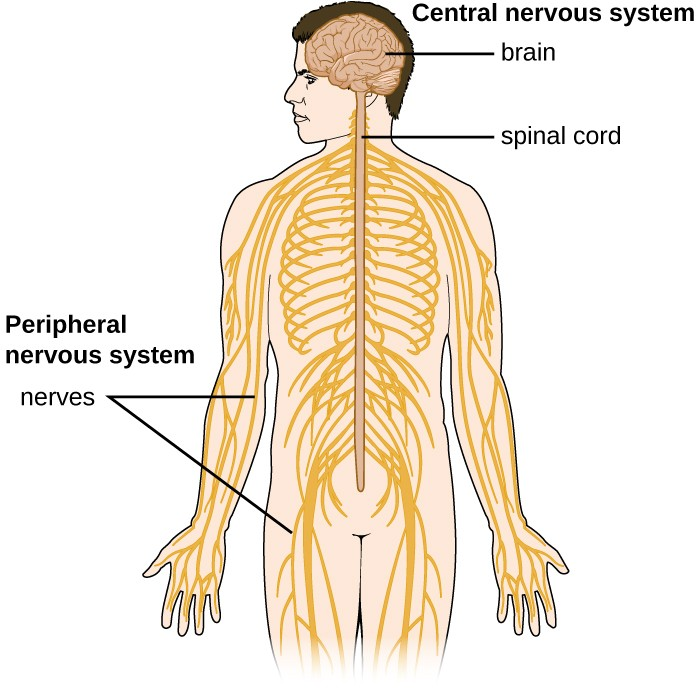 Central nervous system
brain
spinal cord
Peripheral
nervous system
nerves